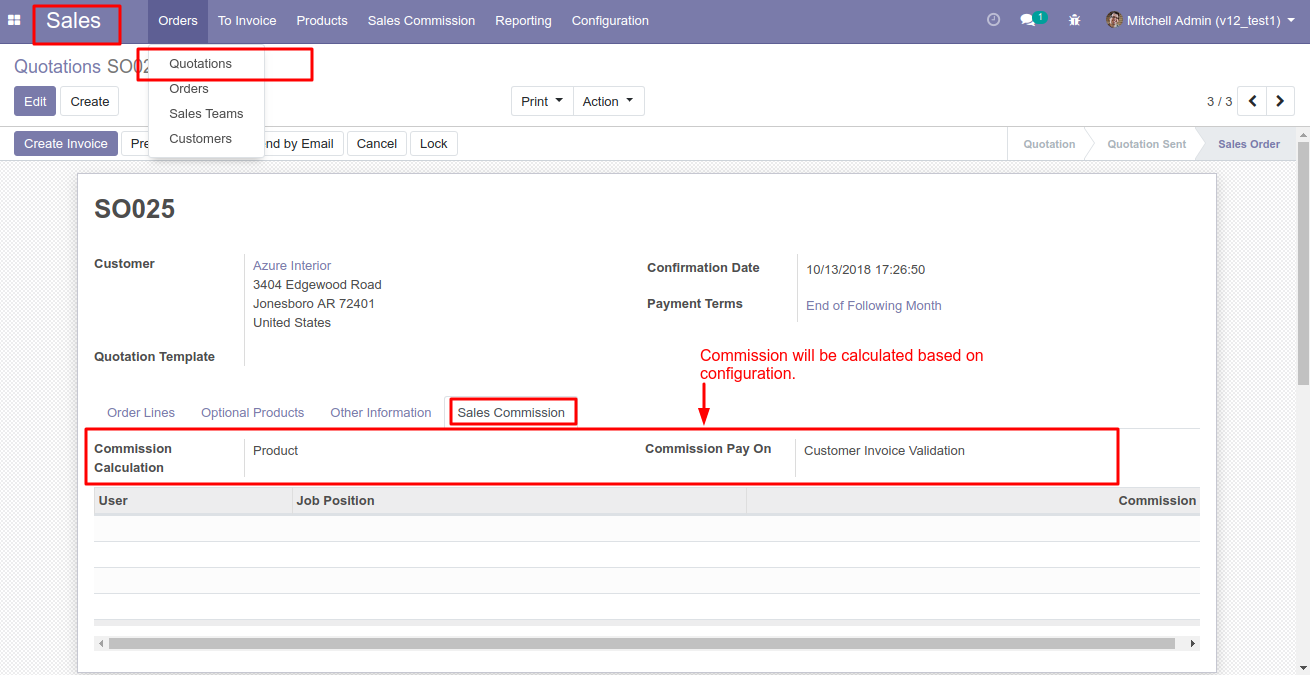 Sales Orders To Invoice Products Sales Commission Reporting Configuration 1 Mitchell Admin (v12_test1)
Quotations
Orders
Sales Teams
Customers
Quotations SO02
Edit Create Print Action 3 / 3
Create Invoice Pre nd by Email Cancel Lock Quotation Quotation Sent Sales Order
SO025
Customer Azure Interior
3404 Edgewood Road
Jonesboro AR 72401
United States
Quotation Template
Confirmation Date 10/13/2018 17:26:50
Payment Terms End of Following Month
Commission will be calculated based on
configuration.
Order Lines Optional Products Other Information Sales Commission
Commission Product Commission Pay On Customer Invoice Validation
Calculation
User Job Position Commission